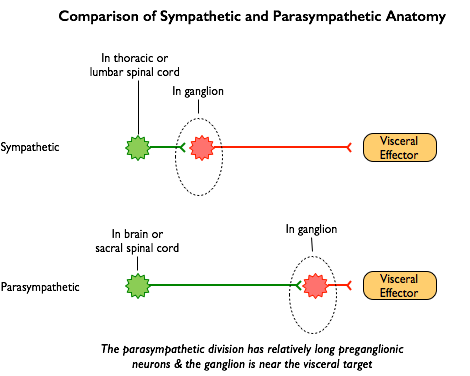 Comparison of Sympathetic and Parasympathetic Anatomy
In thoracic or
lumbar spinal cord
In ganglion
Sympathetic
Visceral
Effector
In brain or
sacral spinal cord
In ganglion
Parasympathetic
Visceral
Effector
The parasympathetic division has relatively long preganglionic
neurons & the ganglion is near the visceral target